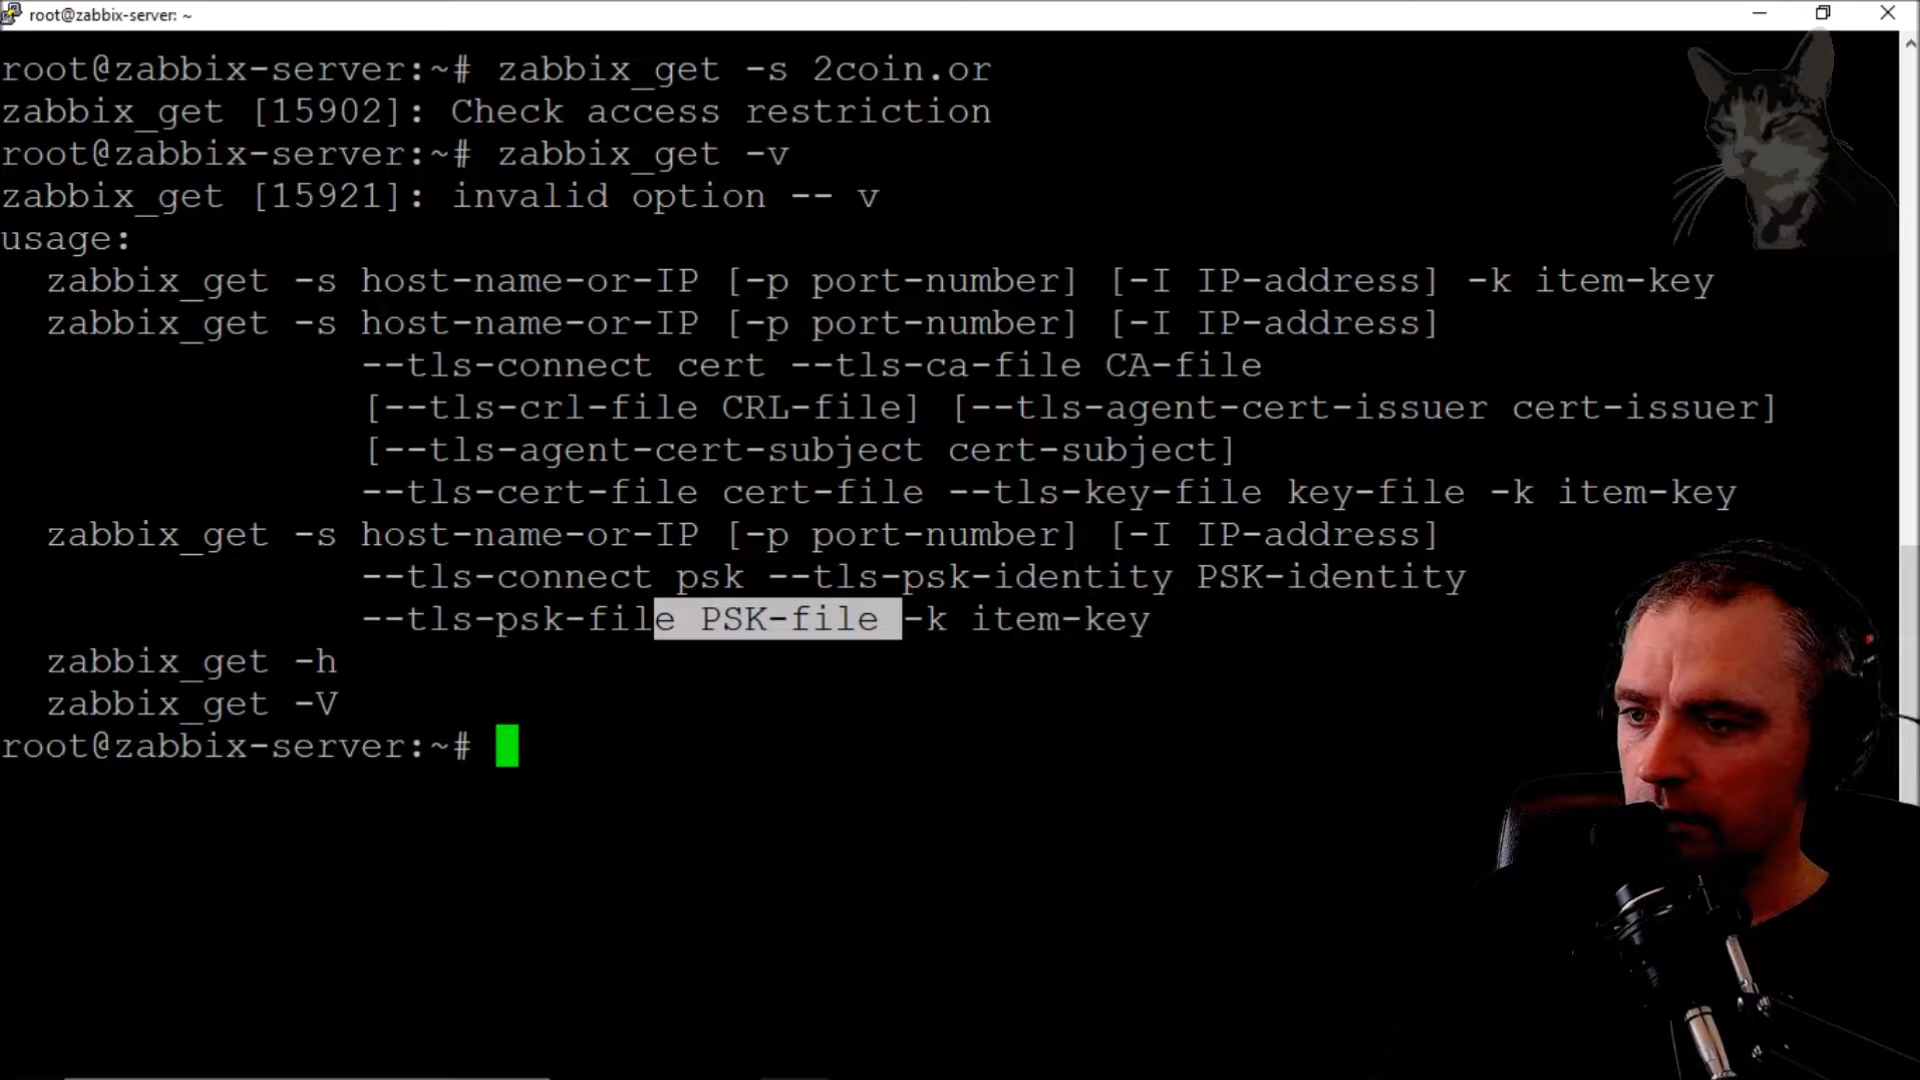 root@zabbix-server: ~
root@zabbix-server:~# zabbix_get -s 2coin.or
zabbix_get [15902]: Check access restriction
root@zabbix-server:~# zabbix_get -v
zabbix_get [15921]: invalid option -- v
usage:
zabbix_get -s host-name-or-IP [-p port-number] [-I IP-address] -k item-key
zabbix_get -s host-name-or-IP [-p port-number] [-I IP-address]
--tls-connect cert --tls-ca-file CA-file
[--tls-crl-file CRL-file] [--tls-agent-cert-issuer cert-issuer]
[--tls-agent-cert-subject cert-subject]
--tls-cert-file cert-file --tls-key-file key-file -k item-key
zabbix_get -s host-name-or-IP [-p port-number] [-I IP-address]
--tls-connect psk --tls-psk-identity PSK-identity
--tls-psk-file PSK-file -k item-key
zabbix_get -h
zabbix_get -V
root@zabbix-server:~#